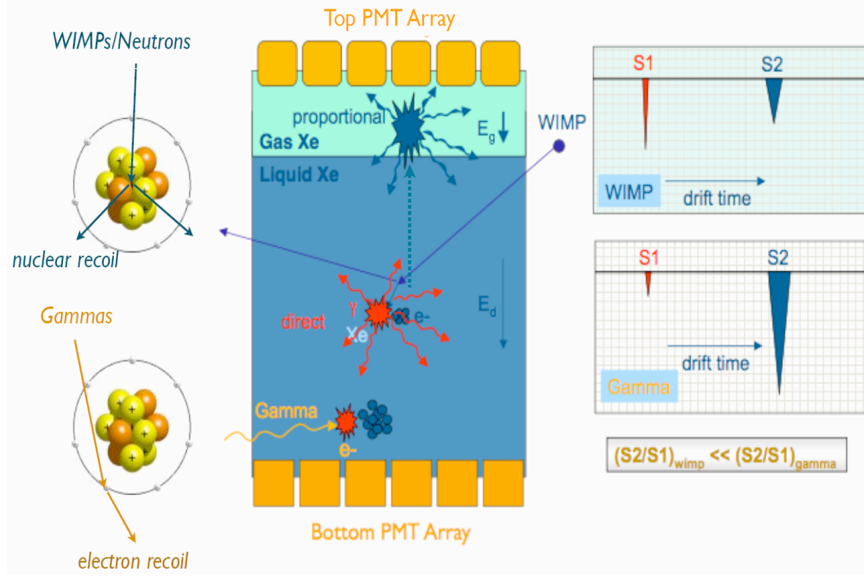 Top PMT Array
WIMPs/Neutrons
nuclear recoil
Gammas
electron recoil
proportional
Gas Xe
Eg
Liquid Xe
WIMP
direct
γ
Xe
e-
Ed
Gamma
e-
Bottom PMT Array
S1 S2
WIMP
drift time
S1 S2
drift time
Gamma
(S2/S1)wimp << (S2/S1)gamma
+ + + + +
+ + + + +